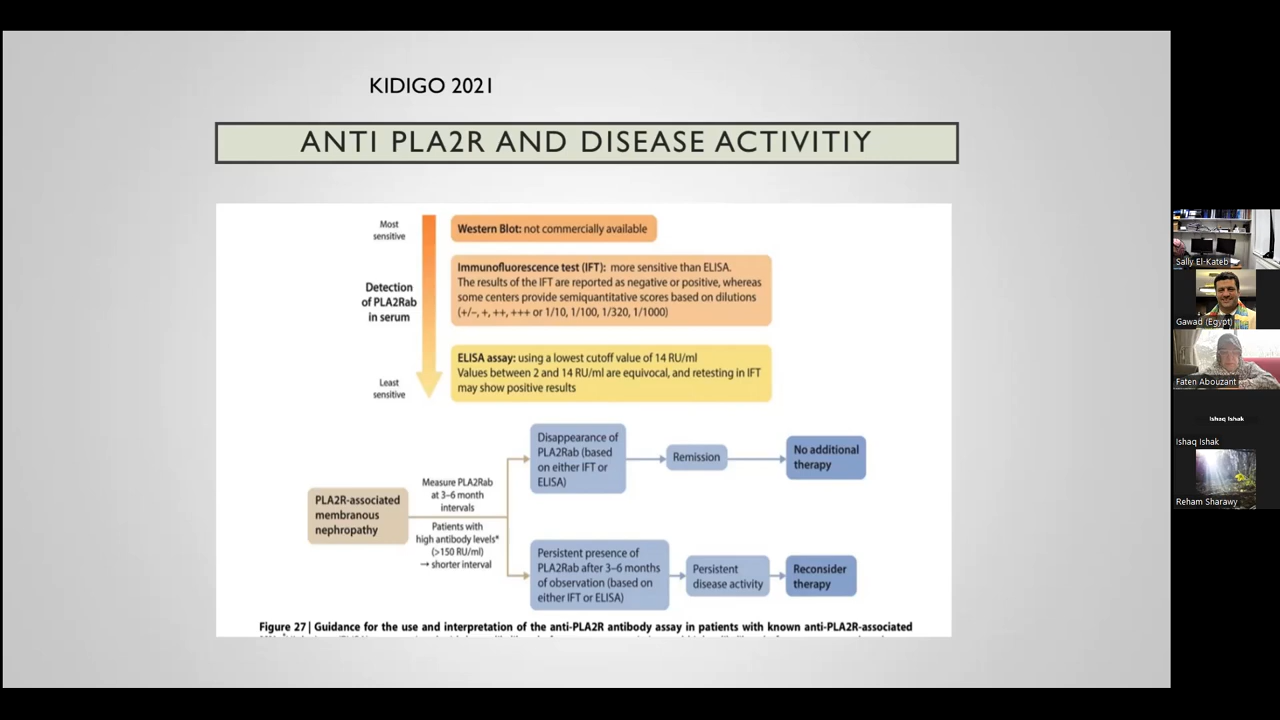 KIDIGO 2021
ANTI PLA2R AND DISEASE ACTIVITIY
Most
sensitive
Detection
of PLA2Rab
in serum
Least
sensitive
Western Blot: not commercially available
Immunofluorescence test (IFT): more sensitive than ELISA.
The results of the IFT are reported as negative or positive, whereas
some centers provide semiquantitative scores based on dilutions
(+/–, +, ++, +++ or 1/10, 1/100, 1/320, 1/1000)
ELISA assay: using a lowest cutoff value of 14 RU/ml
Values between 2 and 14 RU/ml are equivocal, and retesting in IFT
may show positive results
PLA2R-associated
membranous
nephropathy
Measure PLA2Rab
at 3–6 month
intervals
Patients with
high antibody levels*
(>150 RU/ml)
→ shorter interval
Disappearance of
PLA2Rab (based
on either IFT or
ELISA)
Remission
No additional
therapy
Persistent presence of
PLA2Rab after 3–6 months
of observation (based on
either IFT or ELISA)
Persistent
disease activity
Reconsider
therapy
Figure 27 | Guidance for the use and interpretation of the anti-PLA2R antibody assay in patients with known anti-PLA2R-associated
Sally El-Kateb
Gawad (Egypt)
Faten Abouzant
Ishaq Ishak
Ishaq Ishak
Reham Sharawy